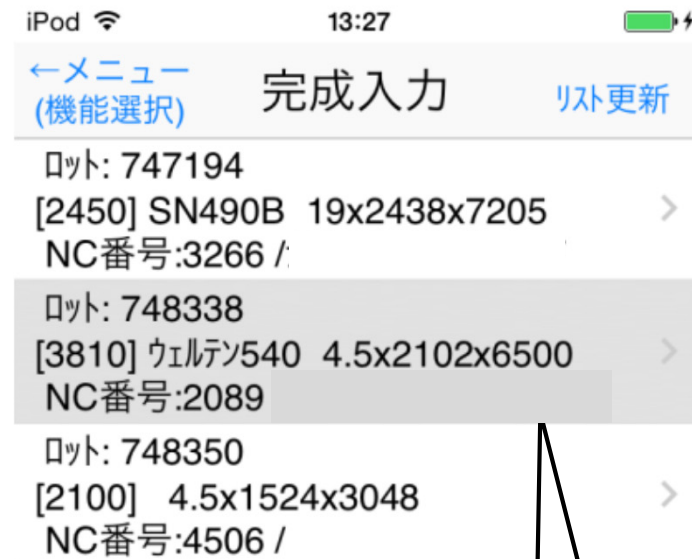 iPod 13:27
←メニュー
(機能選択)
完成入力
ﾘｽﾄ更新
ﾛｯﾄ: 747194
[2450] SN490B 19x2438x7205
NC番号:3266 /
ﾛｯﾄ: 748338
[3810] ｳｪﾙﾃﾝ540 4.5x2102x6500
NC番号:2089
ﾛｯﾄ: 748350
[2100] 4.5x1524x3048
NC番号:4506 /